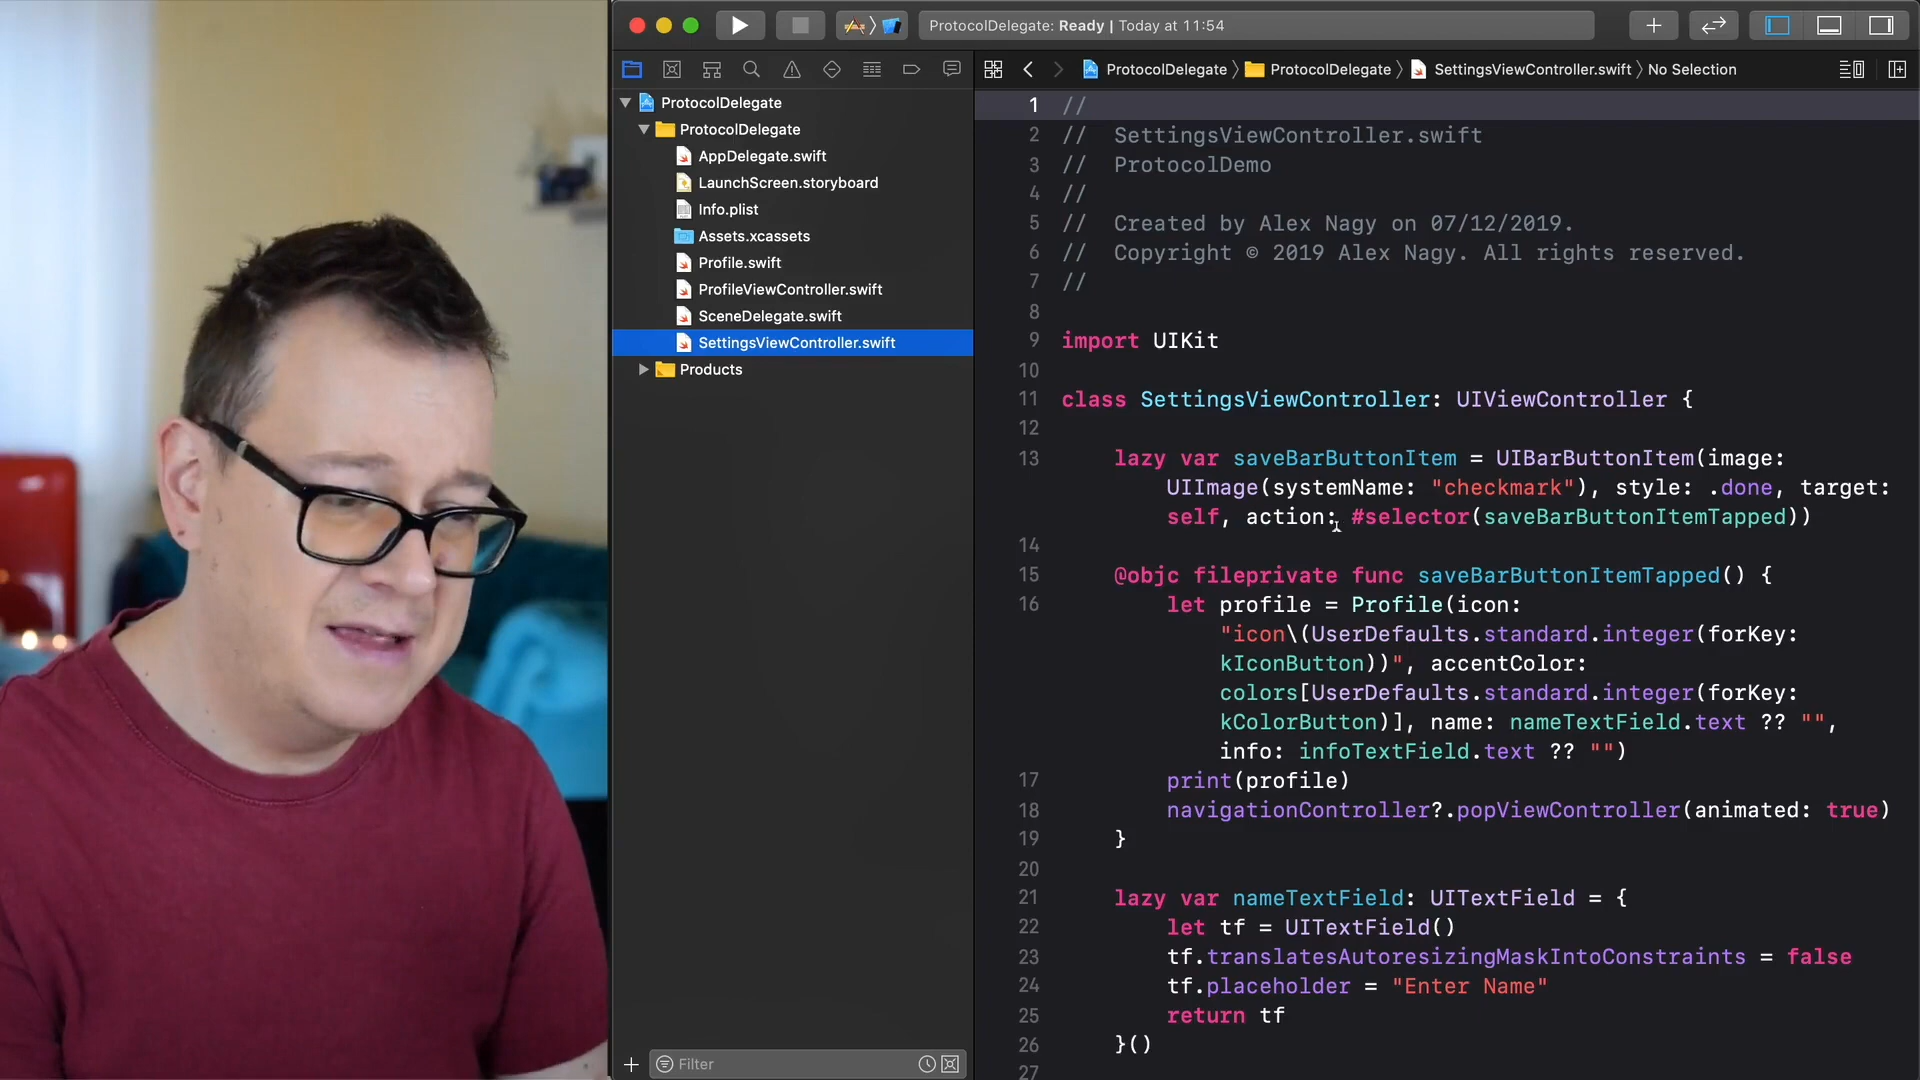 ProtocolDelegate: Ready | Today at 11:54
ProtocolDelegate
ProtocolDelegate
SettingsViewController.swift
No Selection
ProtocolDelegate
ProtocolDelegate
AppDelegate.swift
LaunchScreen.storyboard
Info.plist
Assets.xcassets
Profile.swift
ProfileViewController.swift
SceneDelegate.swift
SettingsViewController.swift
Products
Filter
1 //
2 //  SettingsViewController.swift
3 //  ProtocolDemo
4 //
5 //  Created by Alex Nagy on 07/12/2019.
6 //  Copyright © 2019 Alex Nagy. All rights reserved.
7 //
8
9 import UIKit
10
11 class SettingsViewController: UIViewController {
12
13 lazy var saveBarButtonItem = UIBarButtonItem(image:
UIImage(systemName: "checkmark"), style: .done, target:
self, action: #selector(saveBarButtonItemTapped))
14
15 @objc fileprivate func saveBarButtonItemTapped() {
16 let profile = Profile(icon:
"icon\(UserDefaults.standard.integer(forKey:
kIconButton))", accentColor:
colors[UserDefaults.standard.integer(forKey:
kColorButton)], name: nameTextField.text ?? "",
info: infoTextField.text ?? "")
17 print(profile)
18 navigationController?.popViewController(animated: true)
19 }
20
21 lazy var nameTextField: UITextField = {
22 let tf = UITextField()
23 tf.translatesAutoresizingMaskIntoConstraints = false
24 tf.placeholder = "Enter Name"
25 return tf
26 }()
27